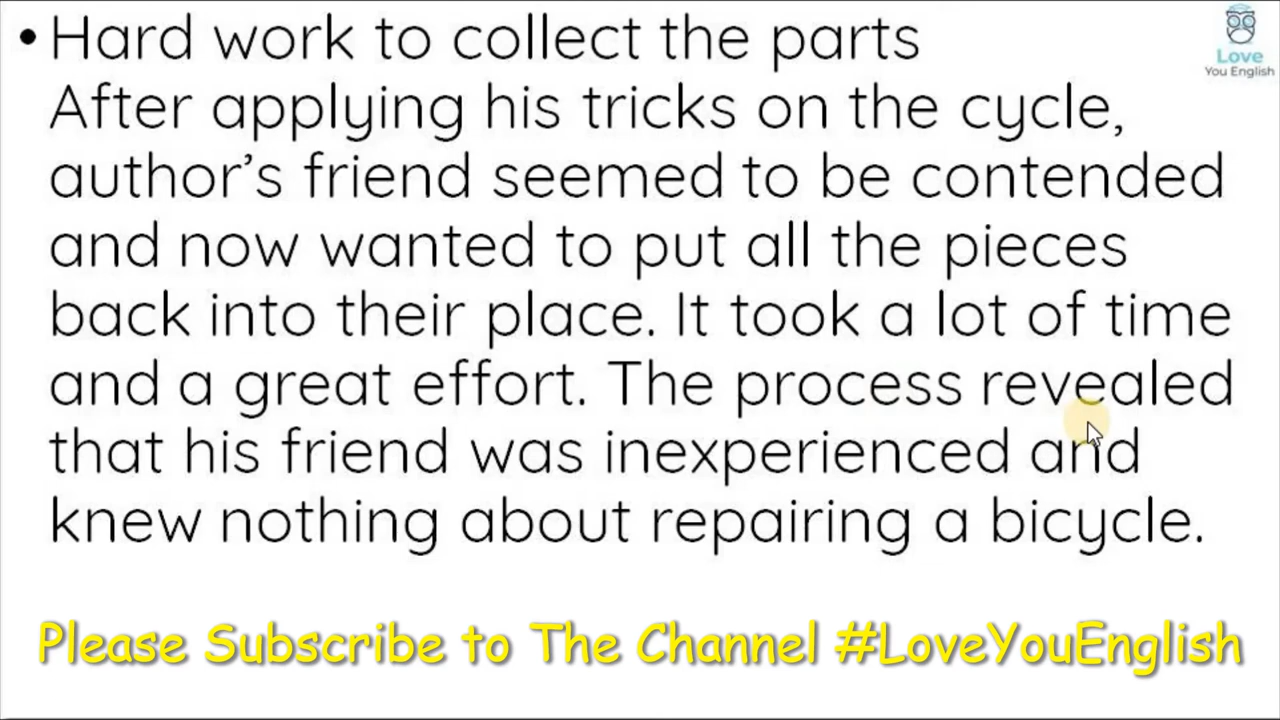 • Hard work to collect the parts
Love
You English
After applying his tricks on the cycle,
author’s friend seemed to be contended
and now wanted to put all the pieces
back into their place. It took a lot of time
and a great effort. The process revealed
that his friend was inexperienced and
knew nothing about repairing a bicycle.
Please Subscribe to The Channel #LoveYouEnglish